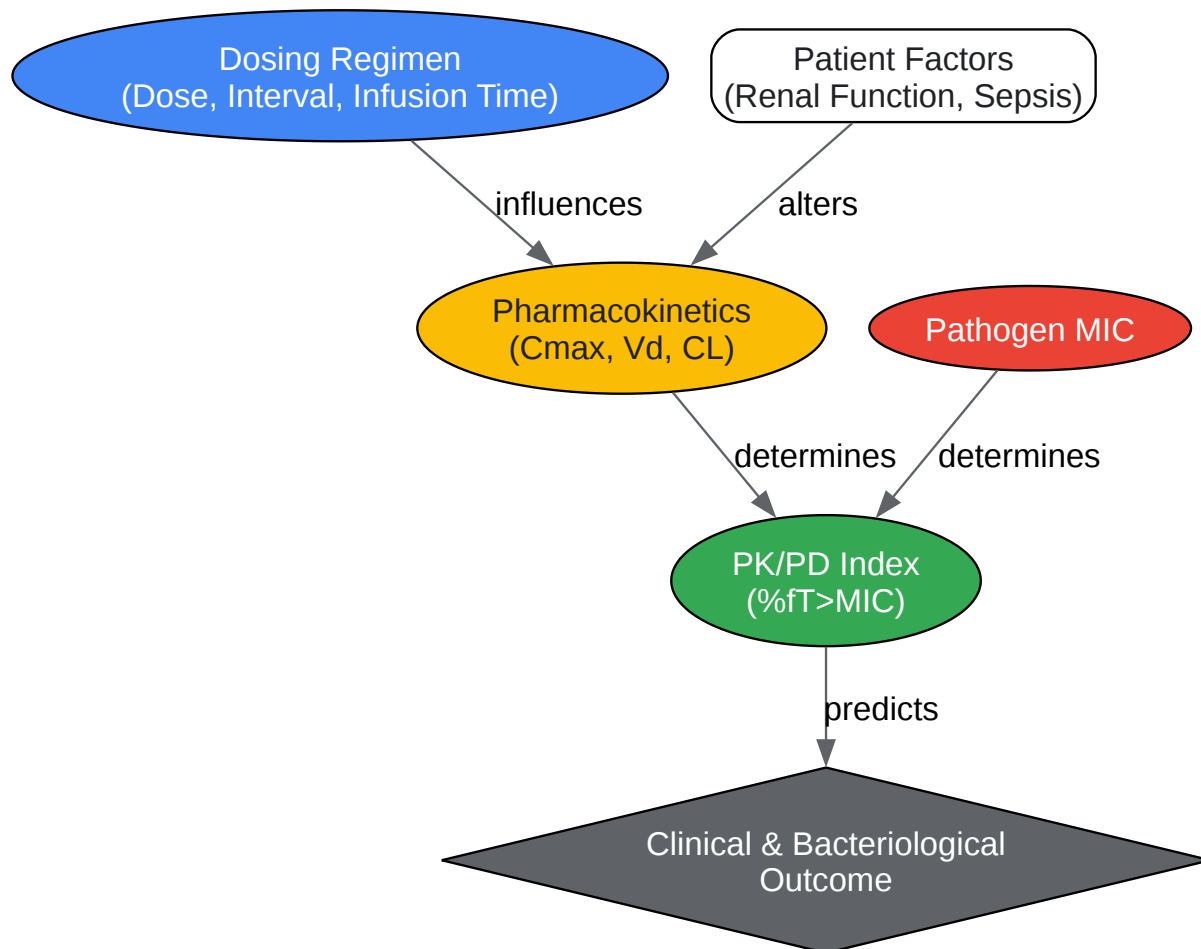 Dosing Regimen
(Dose, Interval, Infusion Time)
Patient Factors
(Renal Function, Sepsis)
influences
alters
Pharmacokinetics
(Cmax, Vd, CL)
Pathogen MIC
determines
determines
PK/PD Index
(%fT>MIC)
predicts
Clinical & Bacteriological
Outcome